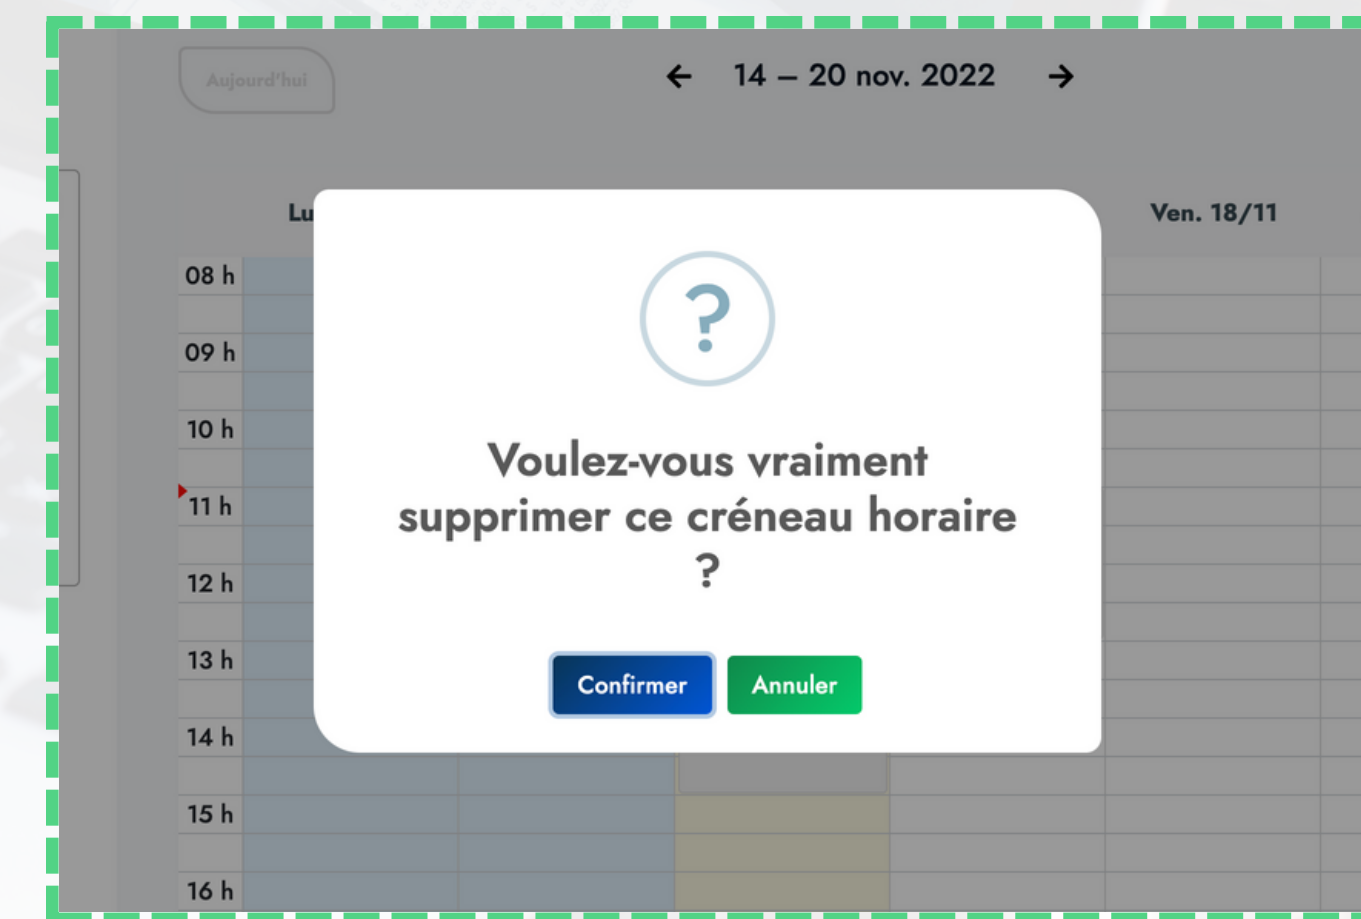 Aujourd'hui
← 14 – 20 nov. 2022 →
Lu
Ven. 18/11
08 h
09 h
10 h
11 h
12 h
13 h
14 h
15 h
16 h
?
Voulez-vous vraiment
supprimer ce créneau horaire
?
Confirmer Annuler